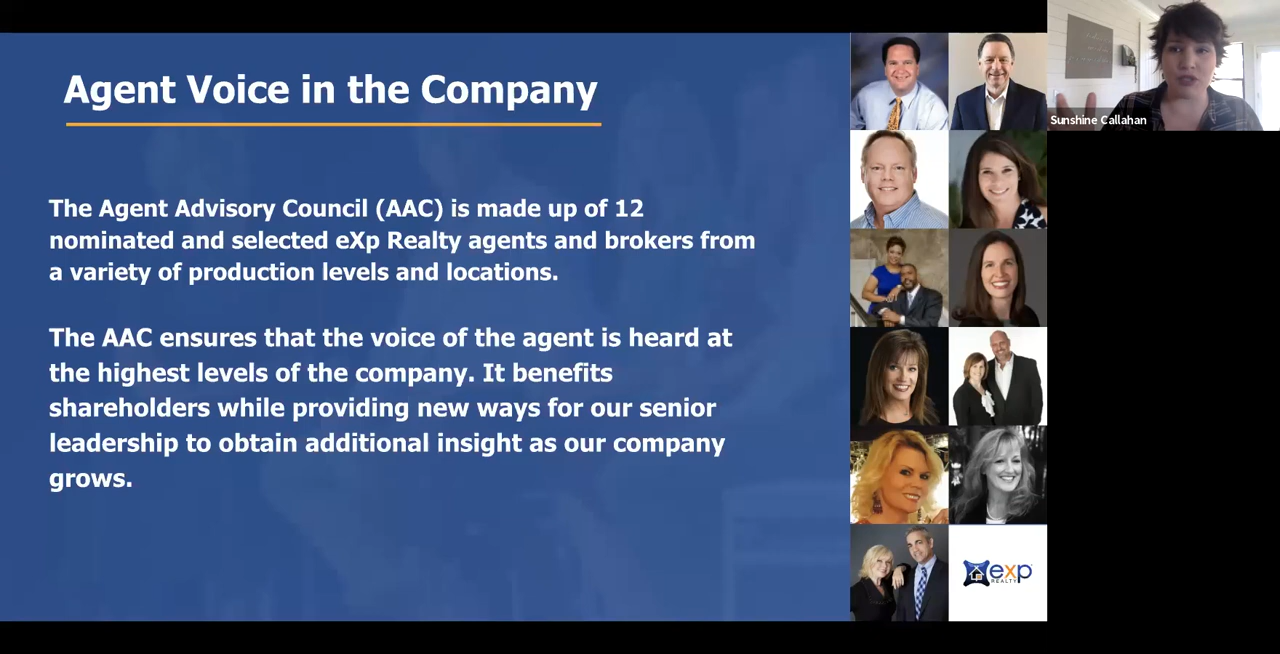 Agent Voice in the Company
The Agent Advisory Council (AAC) is made up of 12
nominated and selected eXp Realty agents and brokers from
a variety of production levels and locations.
The AAC ensures that the voice of the agent is heard at
the highest levels of the company. It benefits
shareholders while providing new ways for our senior
leadership to obtain additional insight as our company
grows.
Sunshine Callahan
exp
REALTY